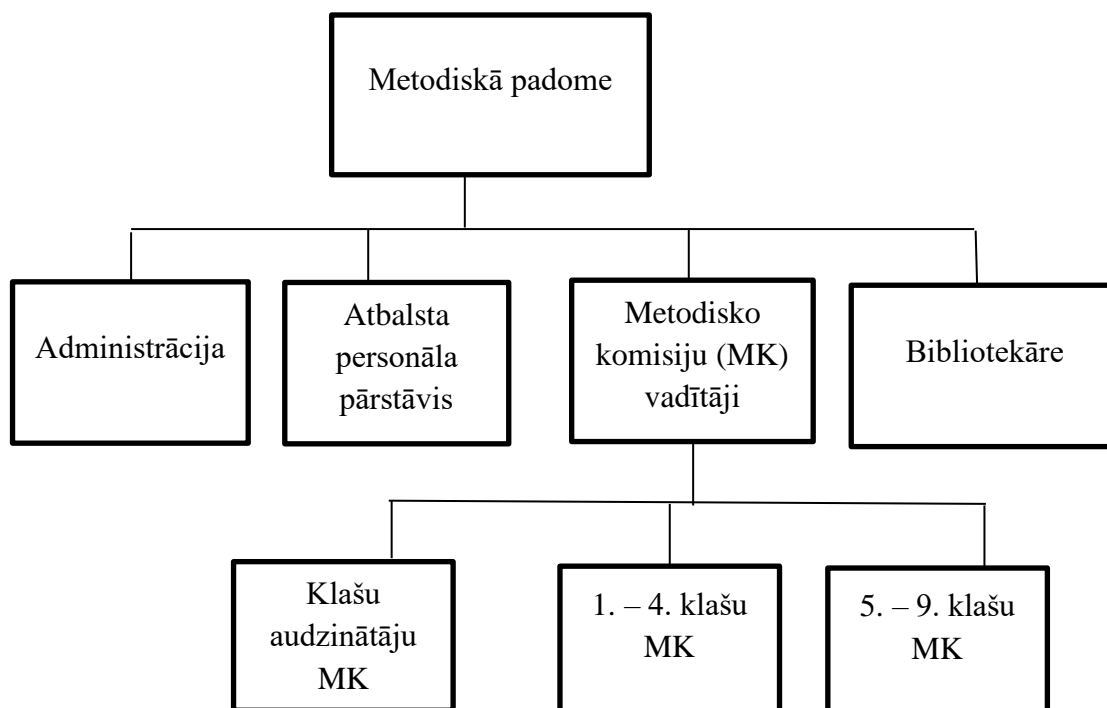 Metodiskā padome
Administrācija
Atbalsta
personāla
pārstāvis
Metodisko
komisiju (MK)
vadītāji
Bibliotekāre
Klašu
audzinātāju
MK
1. – 4. klašu
MK
5. – 9. klašu
MK